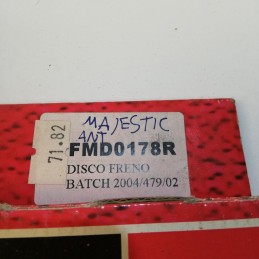 71.82
MAJESTIC
ANT
FMD0178R
DISCO FRENO
BATCH 2004/479/02